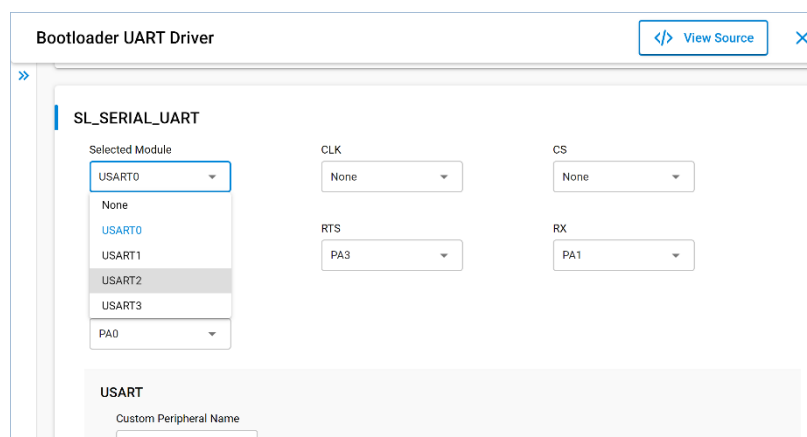 Bootloader UART Driver
</> View Source
SL_SERIAL_UART
Selected Module
CLK
CS
USART0
None
None
None
USART0
USART1
USART2
USART3
RTS
RX
PA3
PA1
PA0
USART
Custom Peripheral Name